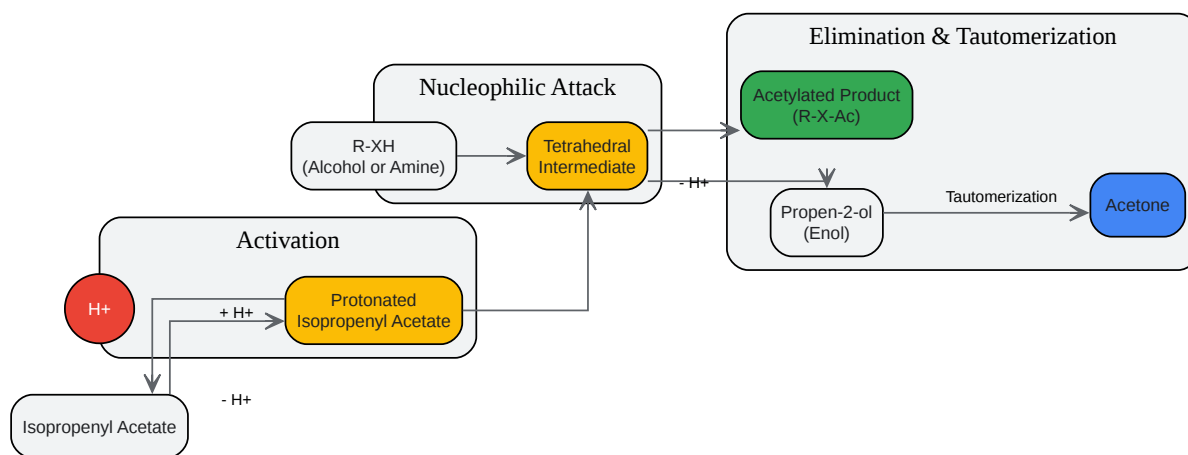 Elimination & Tautomerization
Nucleophilic Attack
Acetylated Product
(R-X-Ac)
R-XH
(Alcohol or Amine)
Tetrahedral
Intermediate
- H+
Propen-2-ol
(Enol)
Tautomerization
Acetone
Activation
H+
+ H+
Protonated
Isopropenyl Acetate
- H+
Isopropenyl Acetate